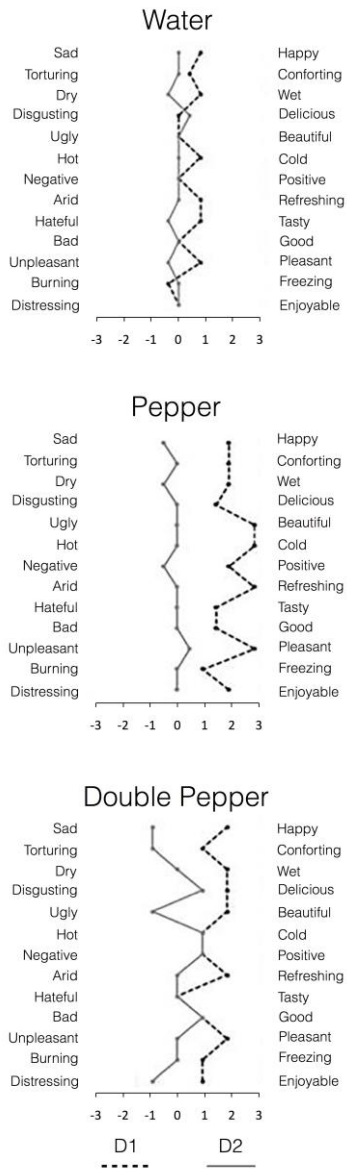 Water
Sad Happy
Torturing Conforting
Dry Wet
Disgusting Delicious
Ugly Beautiful
Hot Cold
Negative Positive
Arid Refreshing
Hateful Tasty
Bad Good
Unpleasant Pleasant
Burning Freezing
Distressing Enjoyable
-3 -2 -1 0 1 2 3
Pepper
Sad Happy
Torturing Conforting
Dry Wet
Disgusting Delicious
Ugly Beautiful
Hot Cold
Negative Positive
Arid Refreshing
Hateful Tasty
Bad Good
Unpleasant Pleasant
Burning Freezing
Distressing Enjoyable
-3 -2 -1 0 1 2 3
Double Pepper
Sad Happy
Torturing Conforting
Dry Wet
Disgusting Delicious
Ugly Beautiful
Hot Cold
Negative Positive
Arid Refreshing
Hateful Tasty
Bad Good
Unpleasant Pleasant
Burning Freezing
Distressing Enjoyable
-3 -2 -1 0 1 2 3
D1 D2